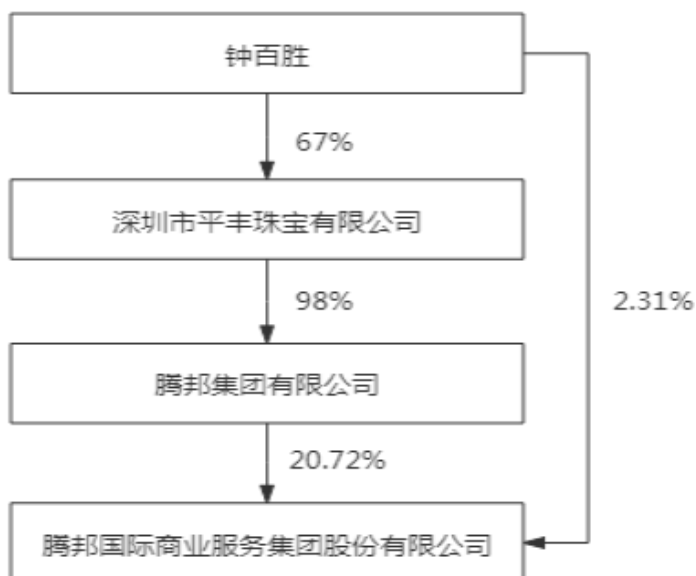 钟百胜
67%
深圳市平丰珠宝有限公司
98%
2.31%
腾邦集团有限公司
20.72%
腾邦国际商业服务集团股份有限公司